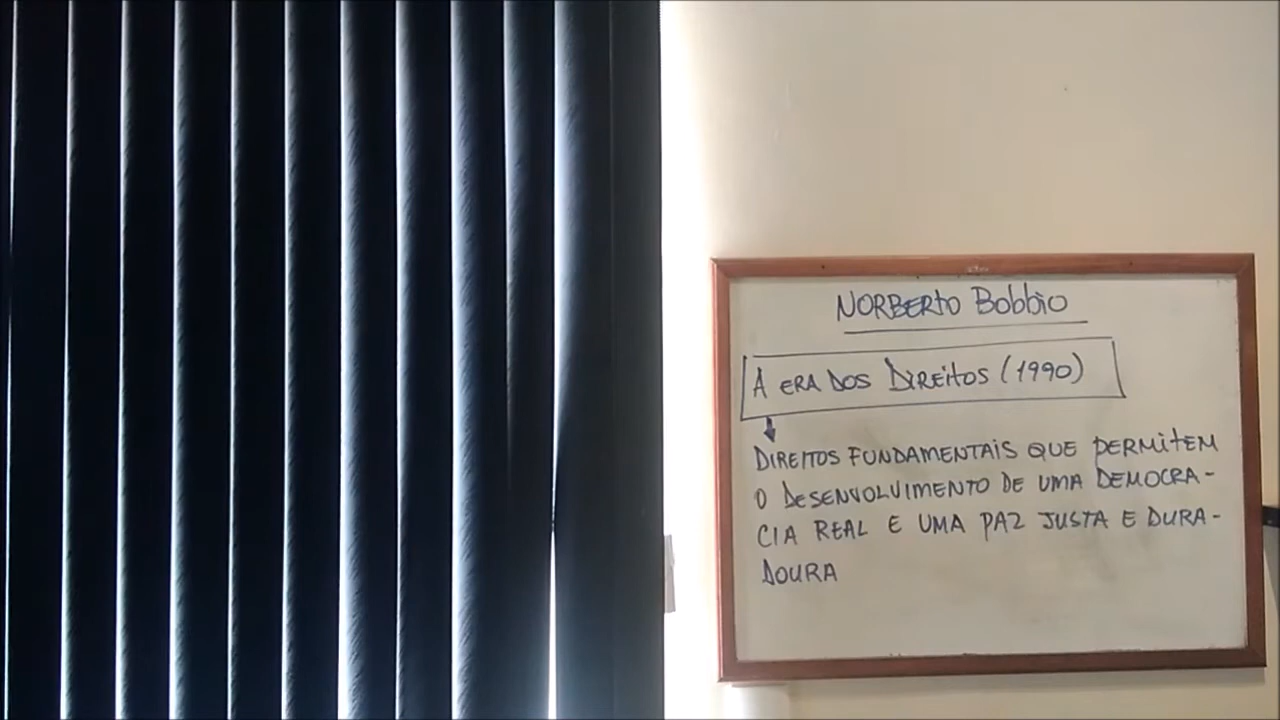 NORBERTO BObbiO
A ERA DOS DIREITOS (1990)
DIREITOS FUNDAMENTAIS QUE PERMITEM
O DESENVOLVIMENTO DE UMA DEMOCRA-
CIA REAL E UMA PAZ JUSTA E DURA-
DOURA